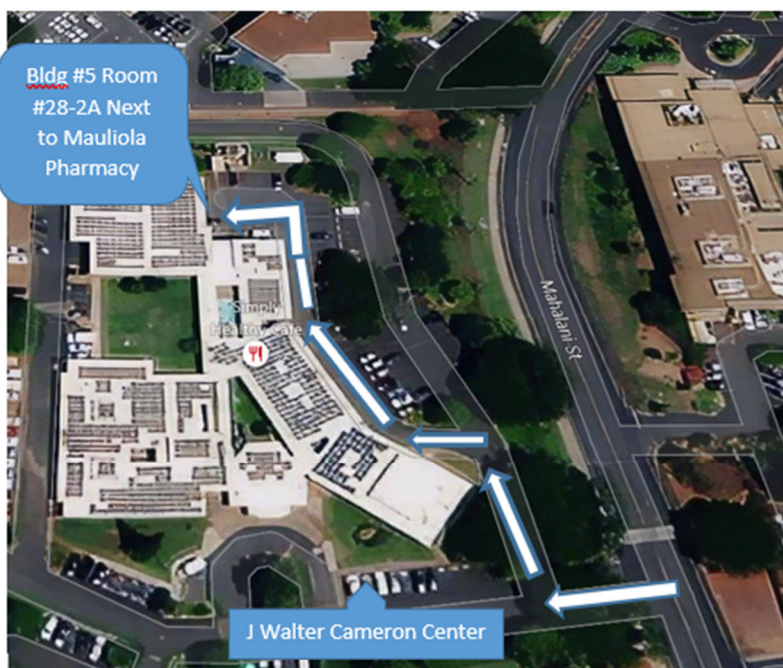 Bldg #5 Room
#28-2A Next
to Mauliola
Pharmacy
Simply
Healthy Cafe
Mahalani St
J Walter Cameron Center